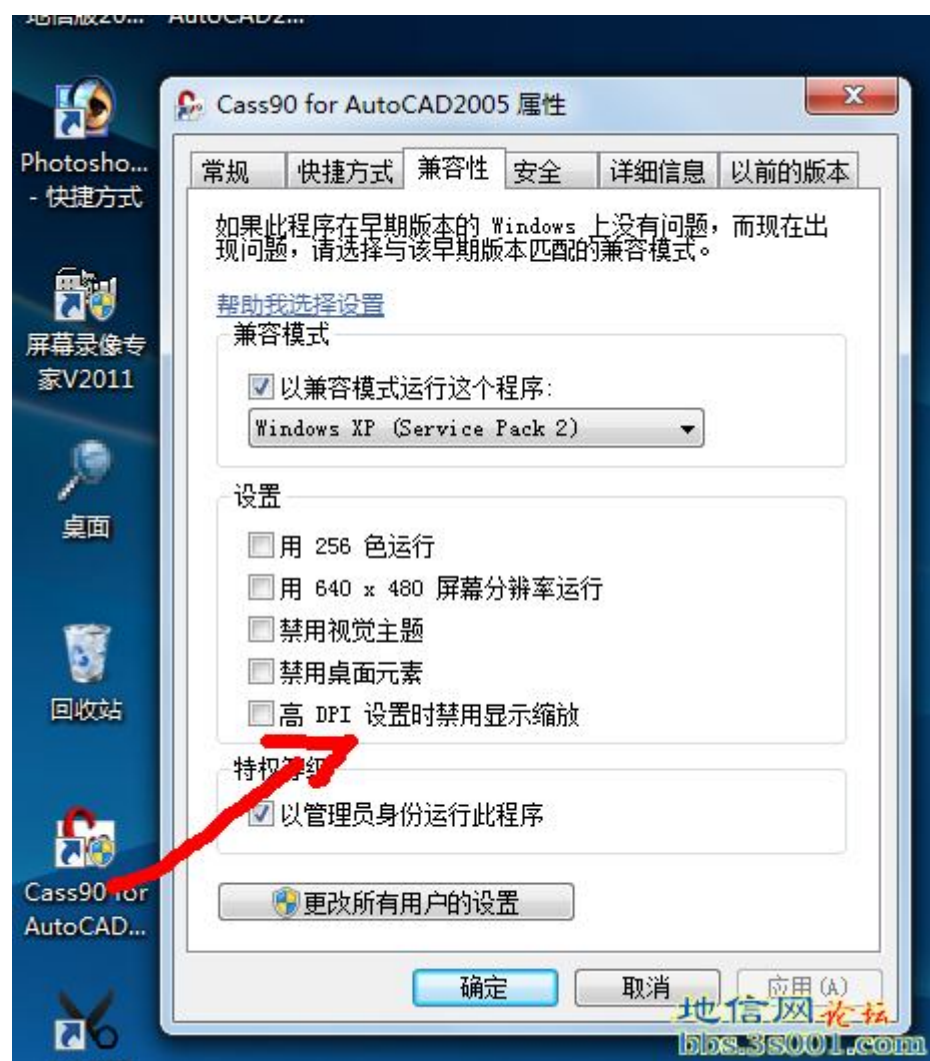 地信版20... AutoCAD2...
Photosho...
- 快捷方式
屏幕录像专
家V2011
桌面
回收站
Cass90 for
AutoCAD...
Cass90 for AutoCAD2005 属性
常规 快捷方式 兼容性 安全 详细信息 以前的版本
如果此程序在早期版本的 Windows 上没有问题，而现在出
现问题，请选择与该早期版本匹配的兼容模式。
帮助我选择设置
兼容模式
以兼容模式运行这个程序:
Windows XP (Service Pack 2)
设置
用 256 色运行
用 640 x 480 屏幕分辨率运行
禁用视觉主题
禁用桌面元素
高 DPI 设置时禁用显示缩放
特权等级
以管理员身份运行此程序
更改所有用户的设置
确定 取消 应用(A)
地信网论坛
bbs.3s001.com